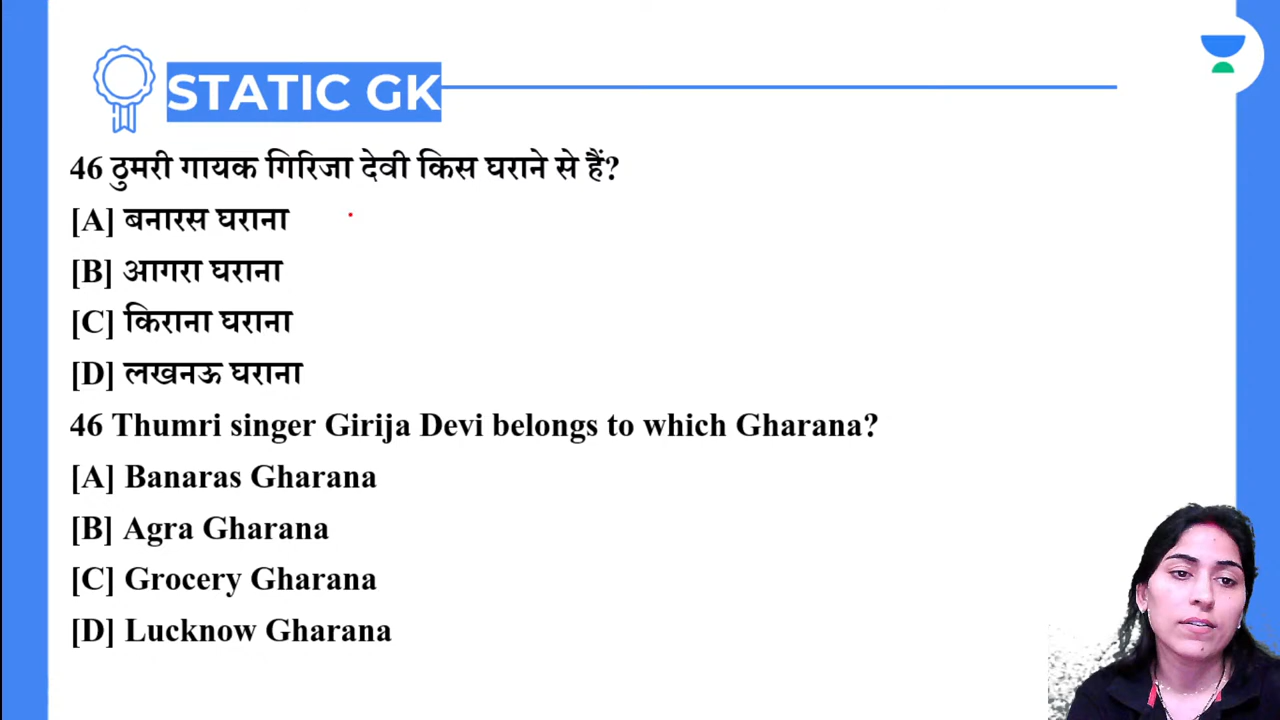 STATIC GK
46 ठुमरी गायक गिरिजा देवी किस घराने से हैं?
[A] बनारस घराना
[B] आगरा घराना
[C] किराना घराना
[D] लखनऊ घराना
46 Thumri singer Girija Devi belongs to which Gharana?
[A] Banaras Gharana
[B] Agra Gharana
[C] Grocery Gharana
[D] Lucknow Gharana